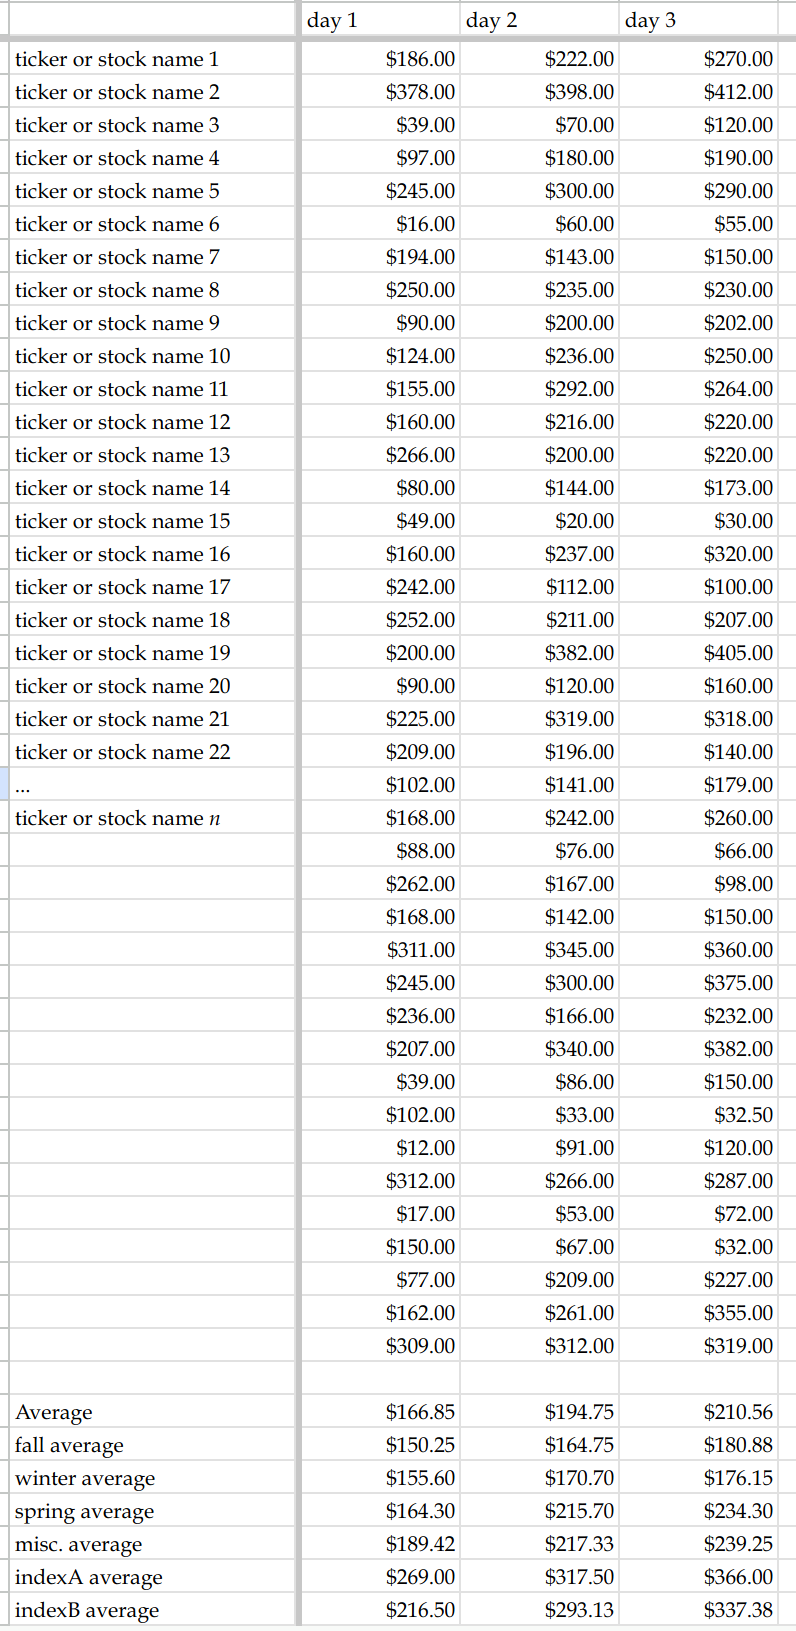 day 1 day 2 day 3
ticker or stock name 1 $186.00 $222.00 $270.00
ticker or stock name 2 $378.00 $398.00 $412.00
ticker or stock name 3 $39.00 $70.00 $120.00
ticker or stock name 4 $97.00 $180.00 $190.00
ticker or stock name 5 $245.00 $300.00 $290.00
ticker or stock name 6 $16.00 $60.00 $55.00
ticker or stock name 7 $194.00 $143.00 $150.00
ticker or stock name 8 $250.00 $235.00 $230.00
ticker or stock name 9 $90.00 $200.00 $202.00
ticker or stock name 10 $124.00 $236.00 $250.00
ticker or stock name 11 $155.00 $292.00 $264.00
ticker or stock name 12 $160.00 $216.00 $220.00
ticker or stock name 13 $266.00 $200.00 $220.00
ticker or stock name 14 $80.00 $144.00 $173.00
ticker or stock name 15 $49.00 $20.00 $30.00
ticker or stock name 16 $160.00 $237.00 $320.00
ticker or stock name 17 $242.00 $112.00 $100.00
ticker or stock name 18 $252.00 $211.00 $207.00
ticker or stock name 19 $200.00 $382.00 $405.00
ticker or stock name 20 $90.00 $120.00 $160.00
ticker or stock name 21 $225.00 $319.00 $318.00
ticker or stock name 22 $209.00 $196.00 $140.00
... $102.00 $141.00 $179.00
ticker or stock name n $168.00 $242.00 $260.00
$88.00 $76.00 $66.00
$262.00 $167.00 $98.00
$168.00 $142.00 $150.00
$311.00 $345.00 $360.00
$245.00 $300.00 $375.00
$236.00 $166.00 $232.00
$207.00 $340.00 $382.00
$39.00 $86.00 $150.00
$102.00 $33.00 $32.50
$12.00 $91.00 $120.00
$312.00 $266.00 $287.00
$17.00 $53.00 $72.00
$150.00 $67.00 $32.00
$77.00 $209.00 $227.00
$162.00 $261.00 $355.00
$309.00 $312.00 $319.00
Average $166.85 $194.75 $210.56
fall average $150.25 $164.75 $180.88
winter average $155.60 $170.70 $176.15
spring average $164.30 $215.70 $234.30
misc. average $189.42 $217.33 $239.25
indexA average $269.00 $317.50 $366.00
indexB average $216.50 $293.13 $337.38